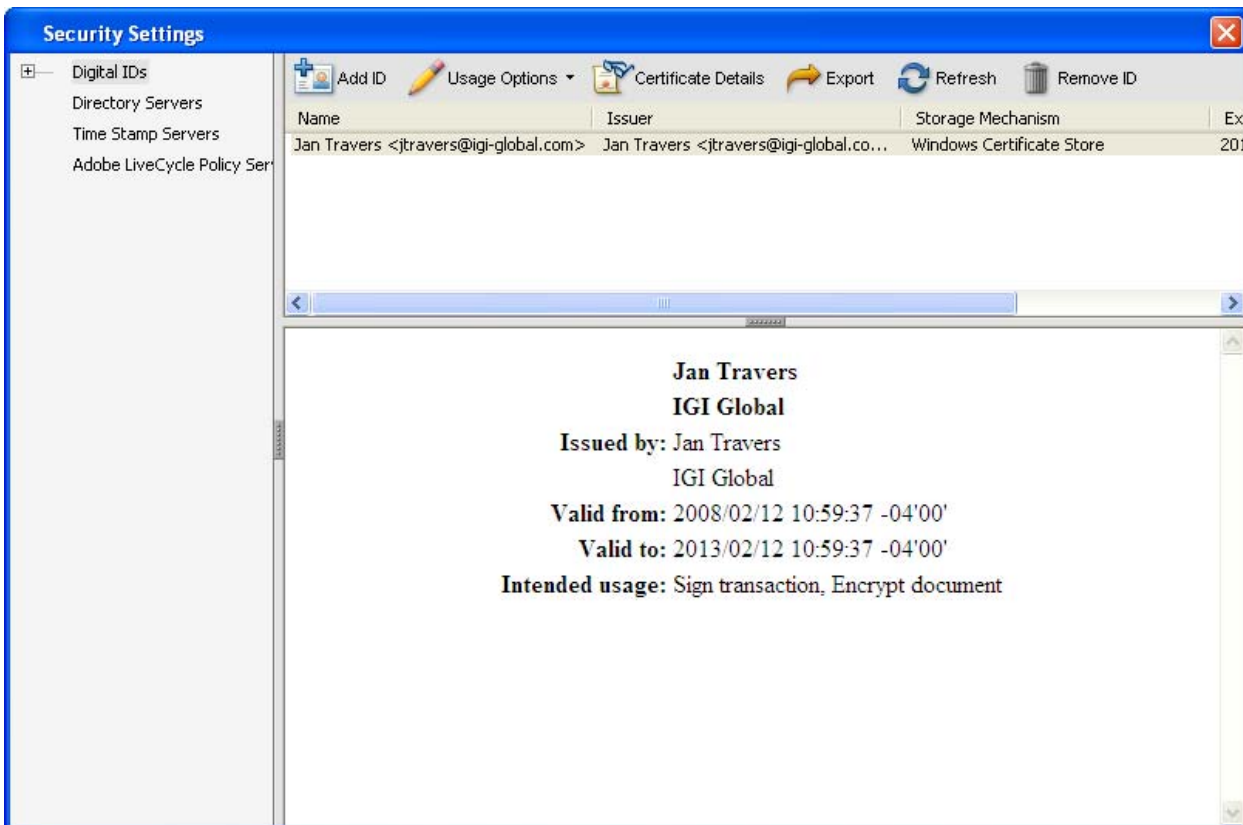 Security Settings
Digital IDs
Directory Servers
Time Stamp Servers
Adobe LiveCycle Policy Ser
Add ID Usage Options Certificate Details Export Refresh Remove ID
Name Issuer Storage Mechanism Ex
Jan Travers <jtravers@igi-global.com> Jan Travers <jtravers@igi-global.co... Windows Certificate Store 201
Jan Travers
IGI Global
Issued by: Jan Travers
IGI Global
Valid from: 2008/02/12 10:59:37 -04'00'
Valid to: 2013/02/12 10:59:37 -04'00'
Intended usage: Sign transaction, Encrypt document